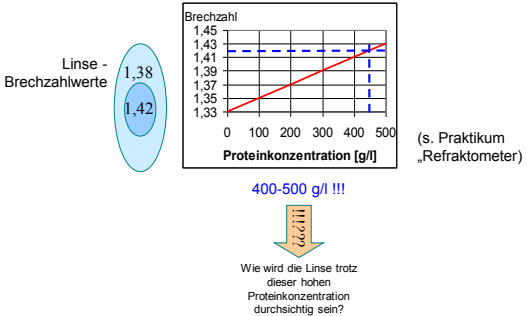 Linse -
Brechzahlwerte
1,38
1,42
Brechzahl
1,45
1,43
1,41
1,39
1,37
1,35
1,33
0 100 200 300 400 500
Proteinkonzentration [g/l]
(s. Praktikum
„Refraktometer)
400-500 g/l !!!
!!!???
Wie wird die Linse trotz
dieser hohen
Proteinkonzentration
durchsichtig sein?